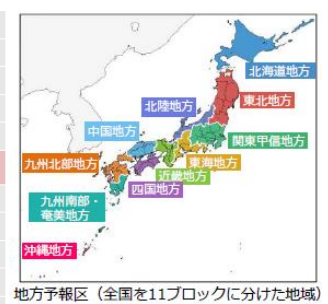 北海道地方
東北地方
北陸地方
関東甲信地方
中国地方
東海地方
九州北部地方
近畿地方
四国地方
九州南部・
奄美地方
沖縄地方
地方予報区（全国を11ブロックに分けた地域）